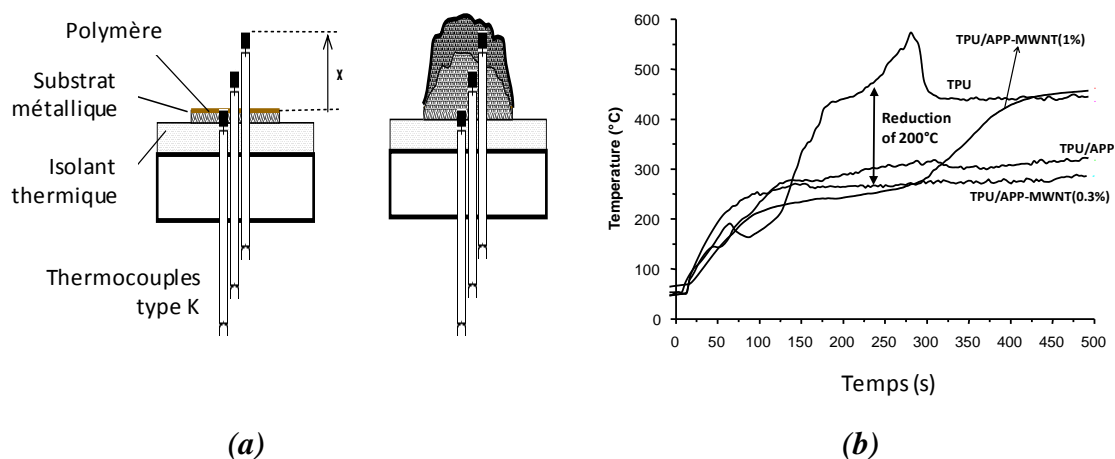 Polymère
Substrat
métallique
Isolant
thermique
Thermocouples
type K
x
(a)
Temperature (°C)
600
500
400
300
200
100
0
TPU/APP-MWNT(1%)
TPU
Reduction
of 200°C
TPU/APP
TPU/APP-MWNT(0.3%)
0 50 100 150 200 250 300 350 400 450 500
Temps (s)
(b)